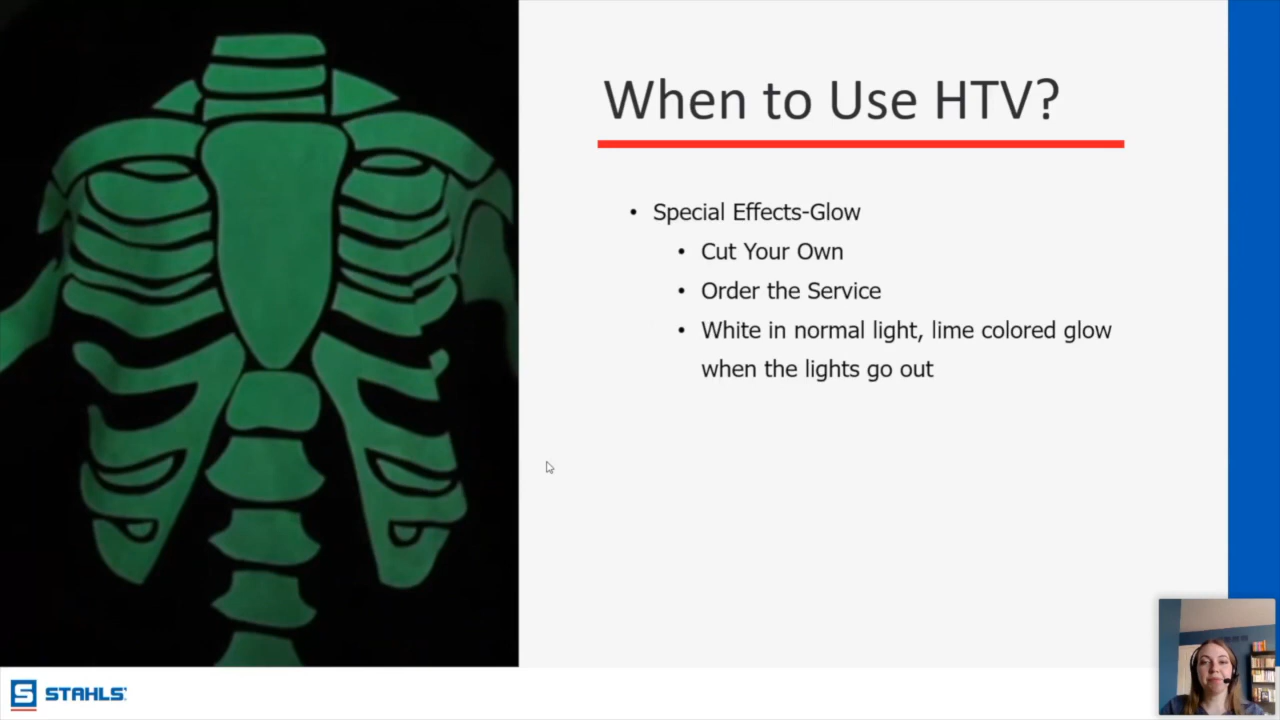 When to Use HTV?
• Special Effects-Glow
• Cut Your Own
• Order the Service
• White in normal light, lime colored glow
when the lights go out
S STAHLS'